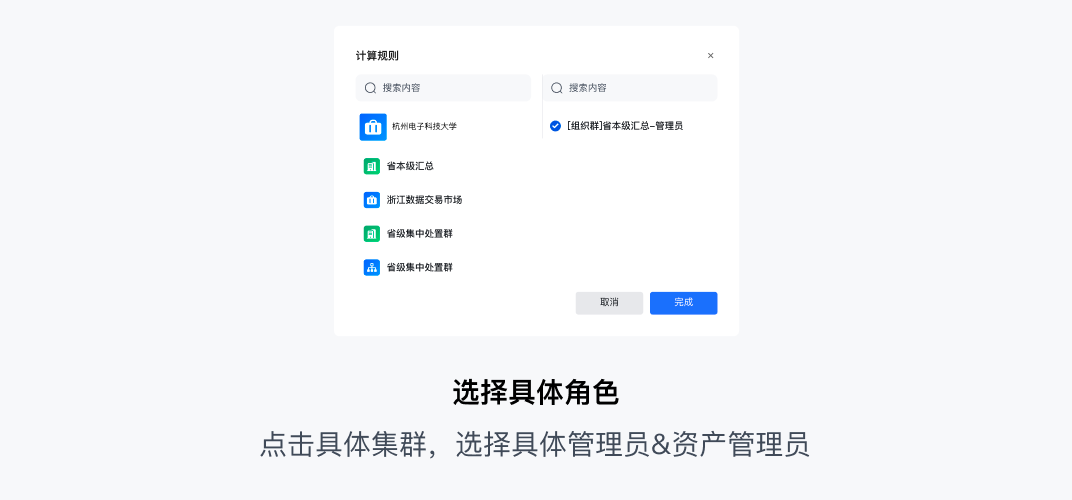 计算规则
×
搜索内容
搜索内容
杭州电子科技大学
[组织群]省本级汇总-管理员
省本级汇总
浙江数据交易市场
省级集中处置群
省级集中处置群
取消
完成
选择具体角色
点击具体集群，选择具体管理员&资产管理员